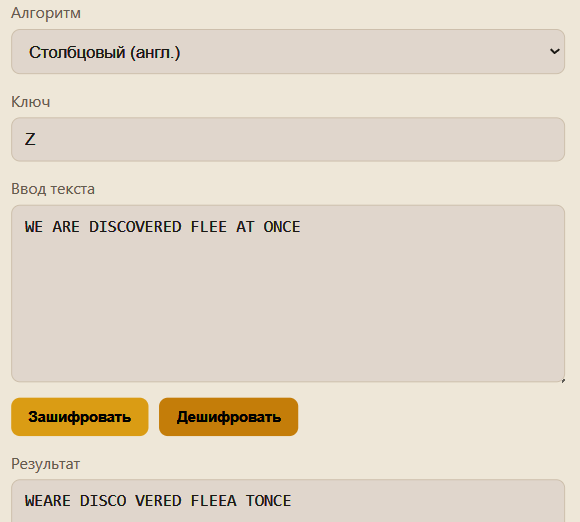 Алгоритм
Столбцовый (англ.)
Ключ
Z
Ввод текста
WE ARE DISCOVERED FLEE AT ONCE
Зашифровать Дешифровать
Результат
WEARE DISCO VERED FLEEA TONCE